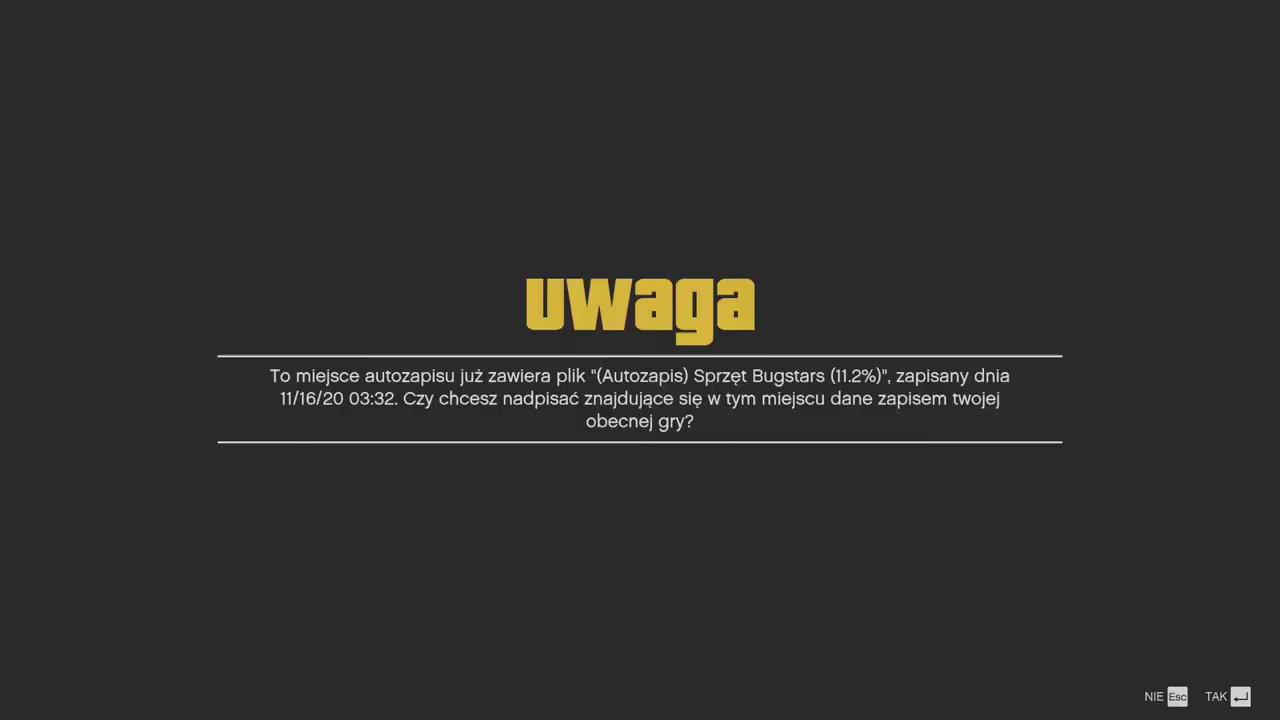 uwaga
To miejsce autozapisu już zawiera plik "(Autozapis) Sprzęt Bugstars (11.2%)", zapisany dnia
11/16/20 03:32. Czy chcesz nadpisać znajdujące się w tym miejscu dane zapisem twojej
obecnej gry?
NIE Esc TAK